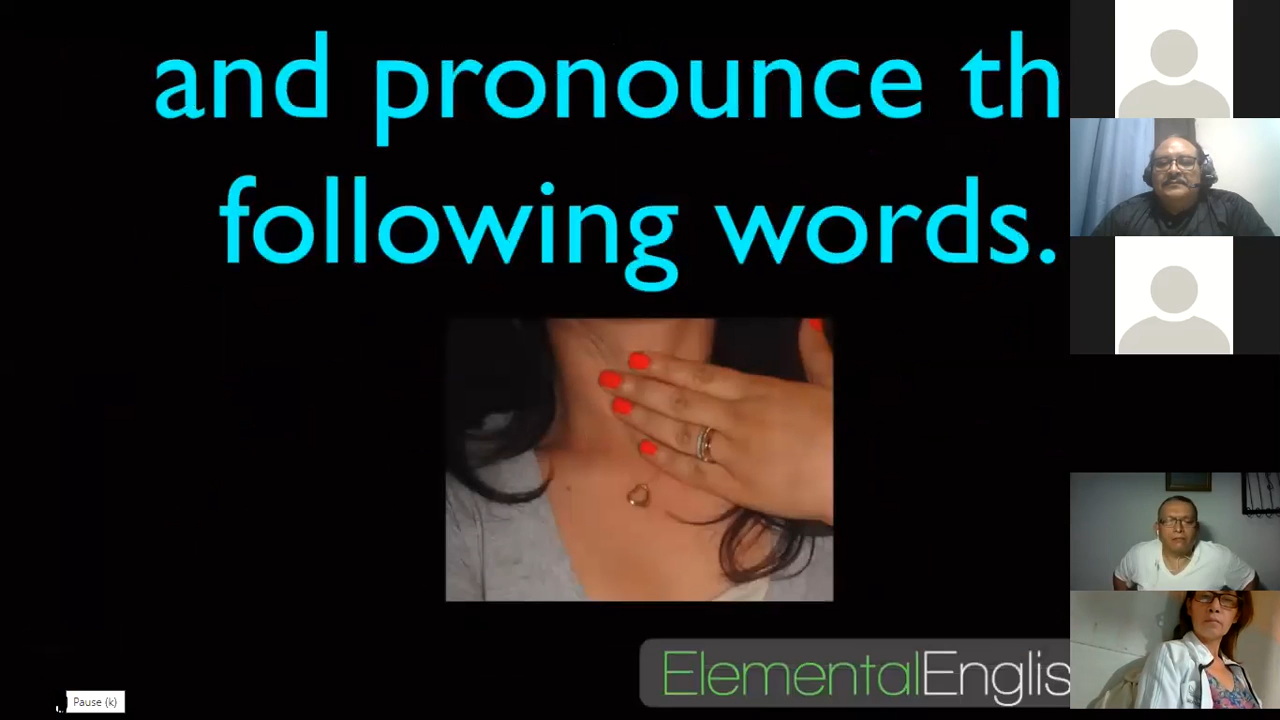 and pronounce th
following words.
ElementalEnglis
Pause (k)